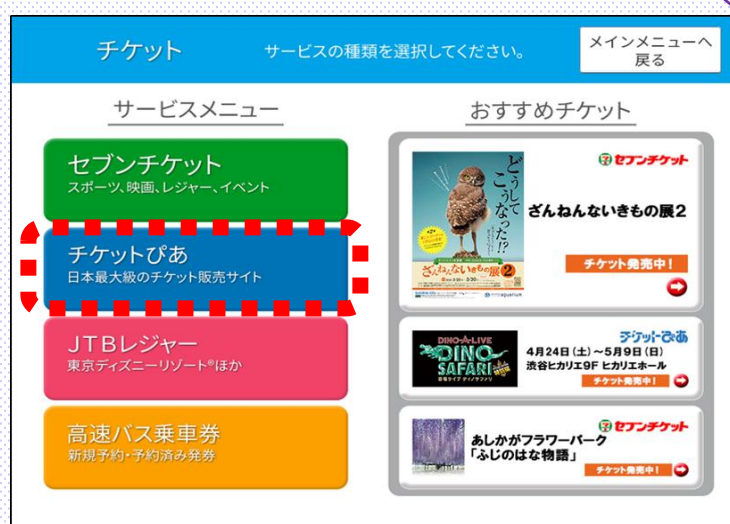 チケット
サービスの種類を選択してください。
メインメニューへ
戻る
サービスメニュー
セブンチケット
スポーツ、映画、レジャー、イベント
チケットぴあ
日本最大級のチケット販売サイト
JTBレジャー
東京ディズニーリゾート®ほか
高速バス乗車券
新規予約・予約済み発券
おすすめチケット
どうして
こうなった!?
ざんねんないきもの展2
セブンチケット
ざんねんないきもの展2
チケット発売中!
DINO-A-LIVE
DINO
SAFARI
チケットぴあ
4月24日(土)~5月9日(日)
渋谷ヒカリエ9F ヒカリエホール
チケット発売中!
セブンチケット
あしかがフラワーパーク
「ふじのはな物語」
チケット発売中!